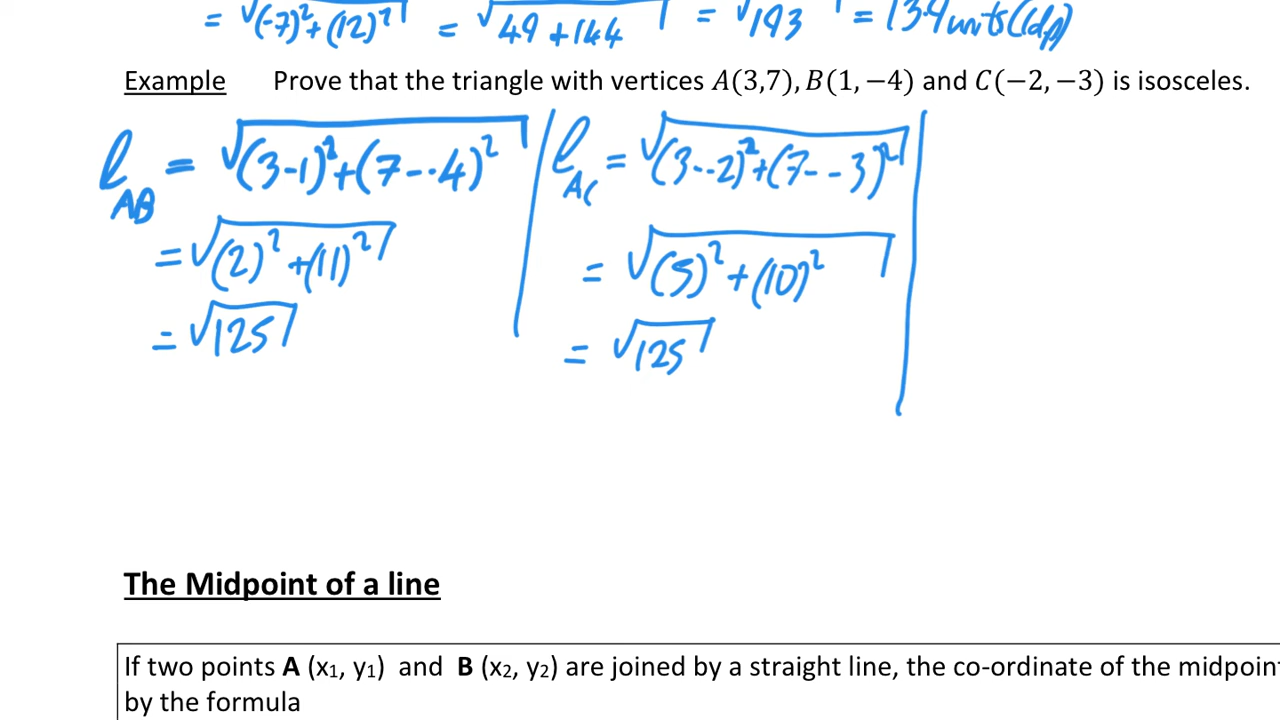 = √(-7)²+(12)² = √49+144 = √193 = 13.9 units (1dp)
Example Prove that the triangle with vertices A(3,7), B(1, −4) and C(−2, −3) is isosceles.
l_AB = √(3-1)²+(7--4)²
= √(2)²+(11)²
= √125
l_AC = √(3--2)²+(7--3)²
= √(5)²+(10)²
= √125
The Midpoint of a line
If two points A (x₁, y₁) and B (x₂, y₂) are joined by a straight line, the co-ordinate of the midpoin
by the formula